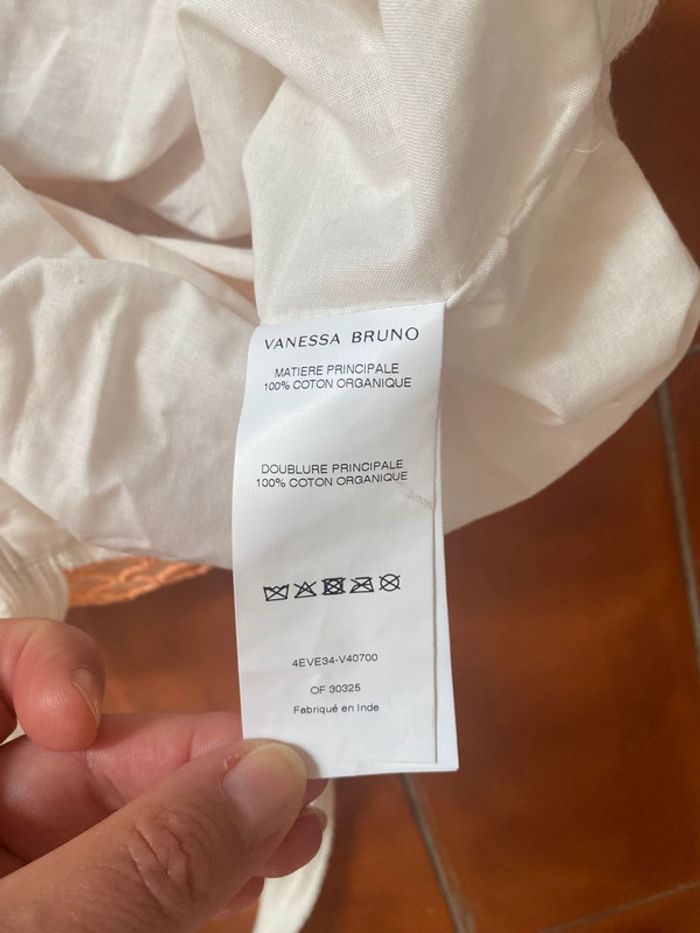 VANESSA BRUNO
MATIERE PRINCIPALE
100% COTON ORGANIQUE
DOUBLURE PRINCIPALE
100% COTON ORGANIQUE
4EVE34-V40700
OF 30325
Fabriqué en Inde